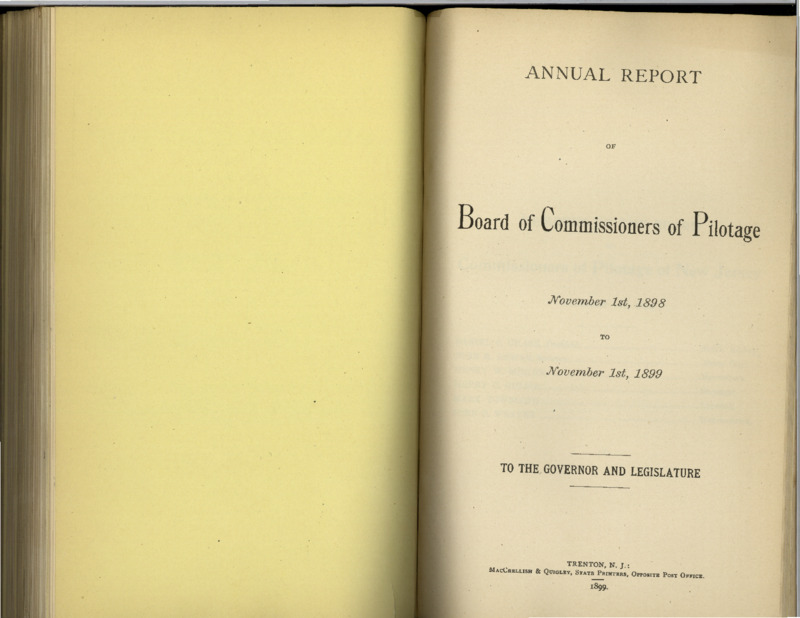 ANNUAL REPORT
OF
Board of Commissioners of Pilotage
November 1st, 1898
TO
November 1st, 1899
TO THE GOVERNOR AND LEGISLATURE
TRENTON, N. J.:
MacCrellish & Quigley, State Printers, Opposite Post Office.
1899.